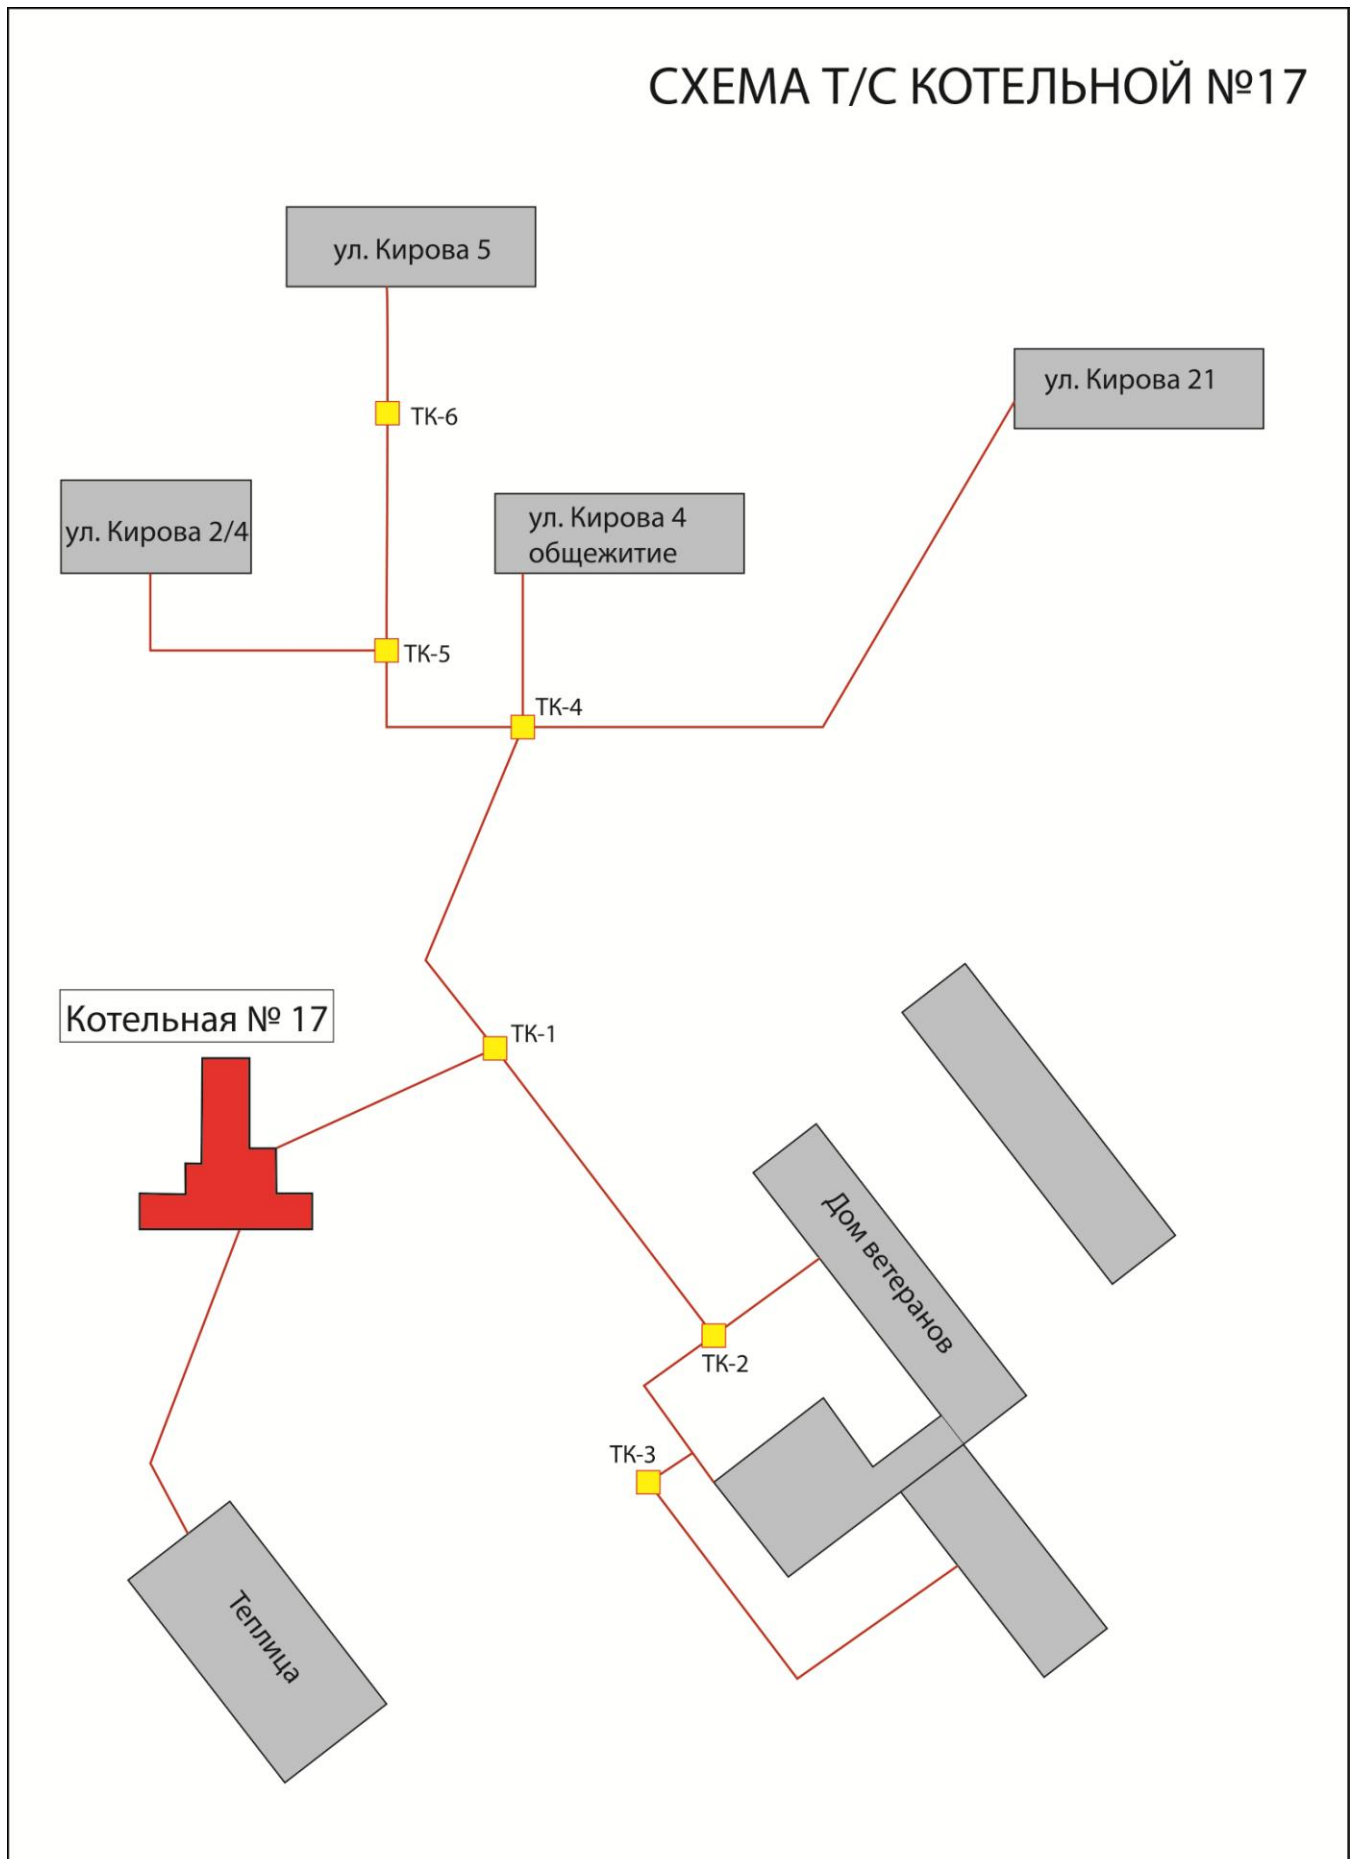 СХЕМА Т/С КОТЕЛЬНОЙ №17
ул. Кирова 5
ул. Кирова 21
ТК-6
ул. Кирова 2/4
ул. Кирова 4
общежитие
ТК-5
ТК-4
Котельная № 17
ТК-1
Дом ветеранов
ТК-2
ТК-3
Теплица